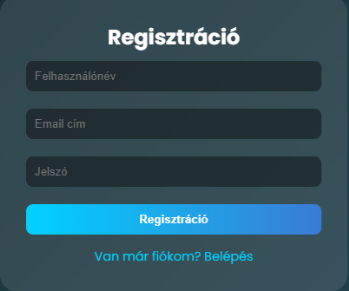 Regisztráció
Felhasználónév
Email cím
Jelszó
Regisztráció
Van már fiókom? Belépés